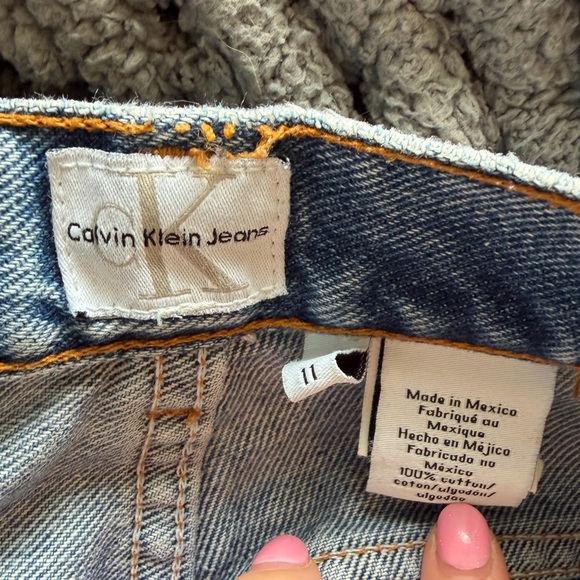 CK
Calvin Klein Jeans
11
Made in Mexico
Fabriqué au
Mexique
Hecho en Méjico
Fabricado no
México
100% cotton/
coton/algodón/
algodão